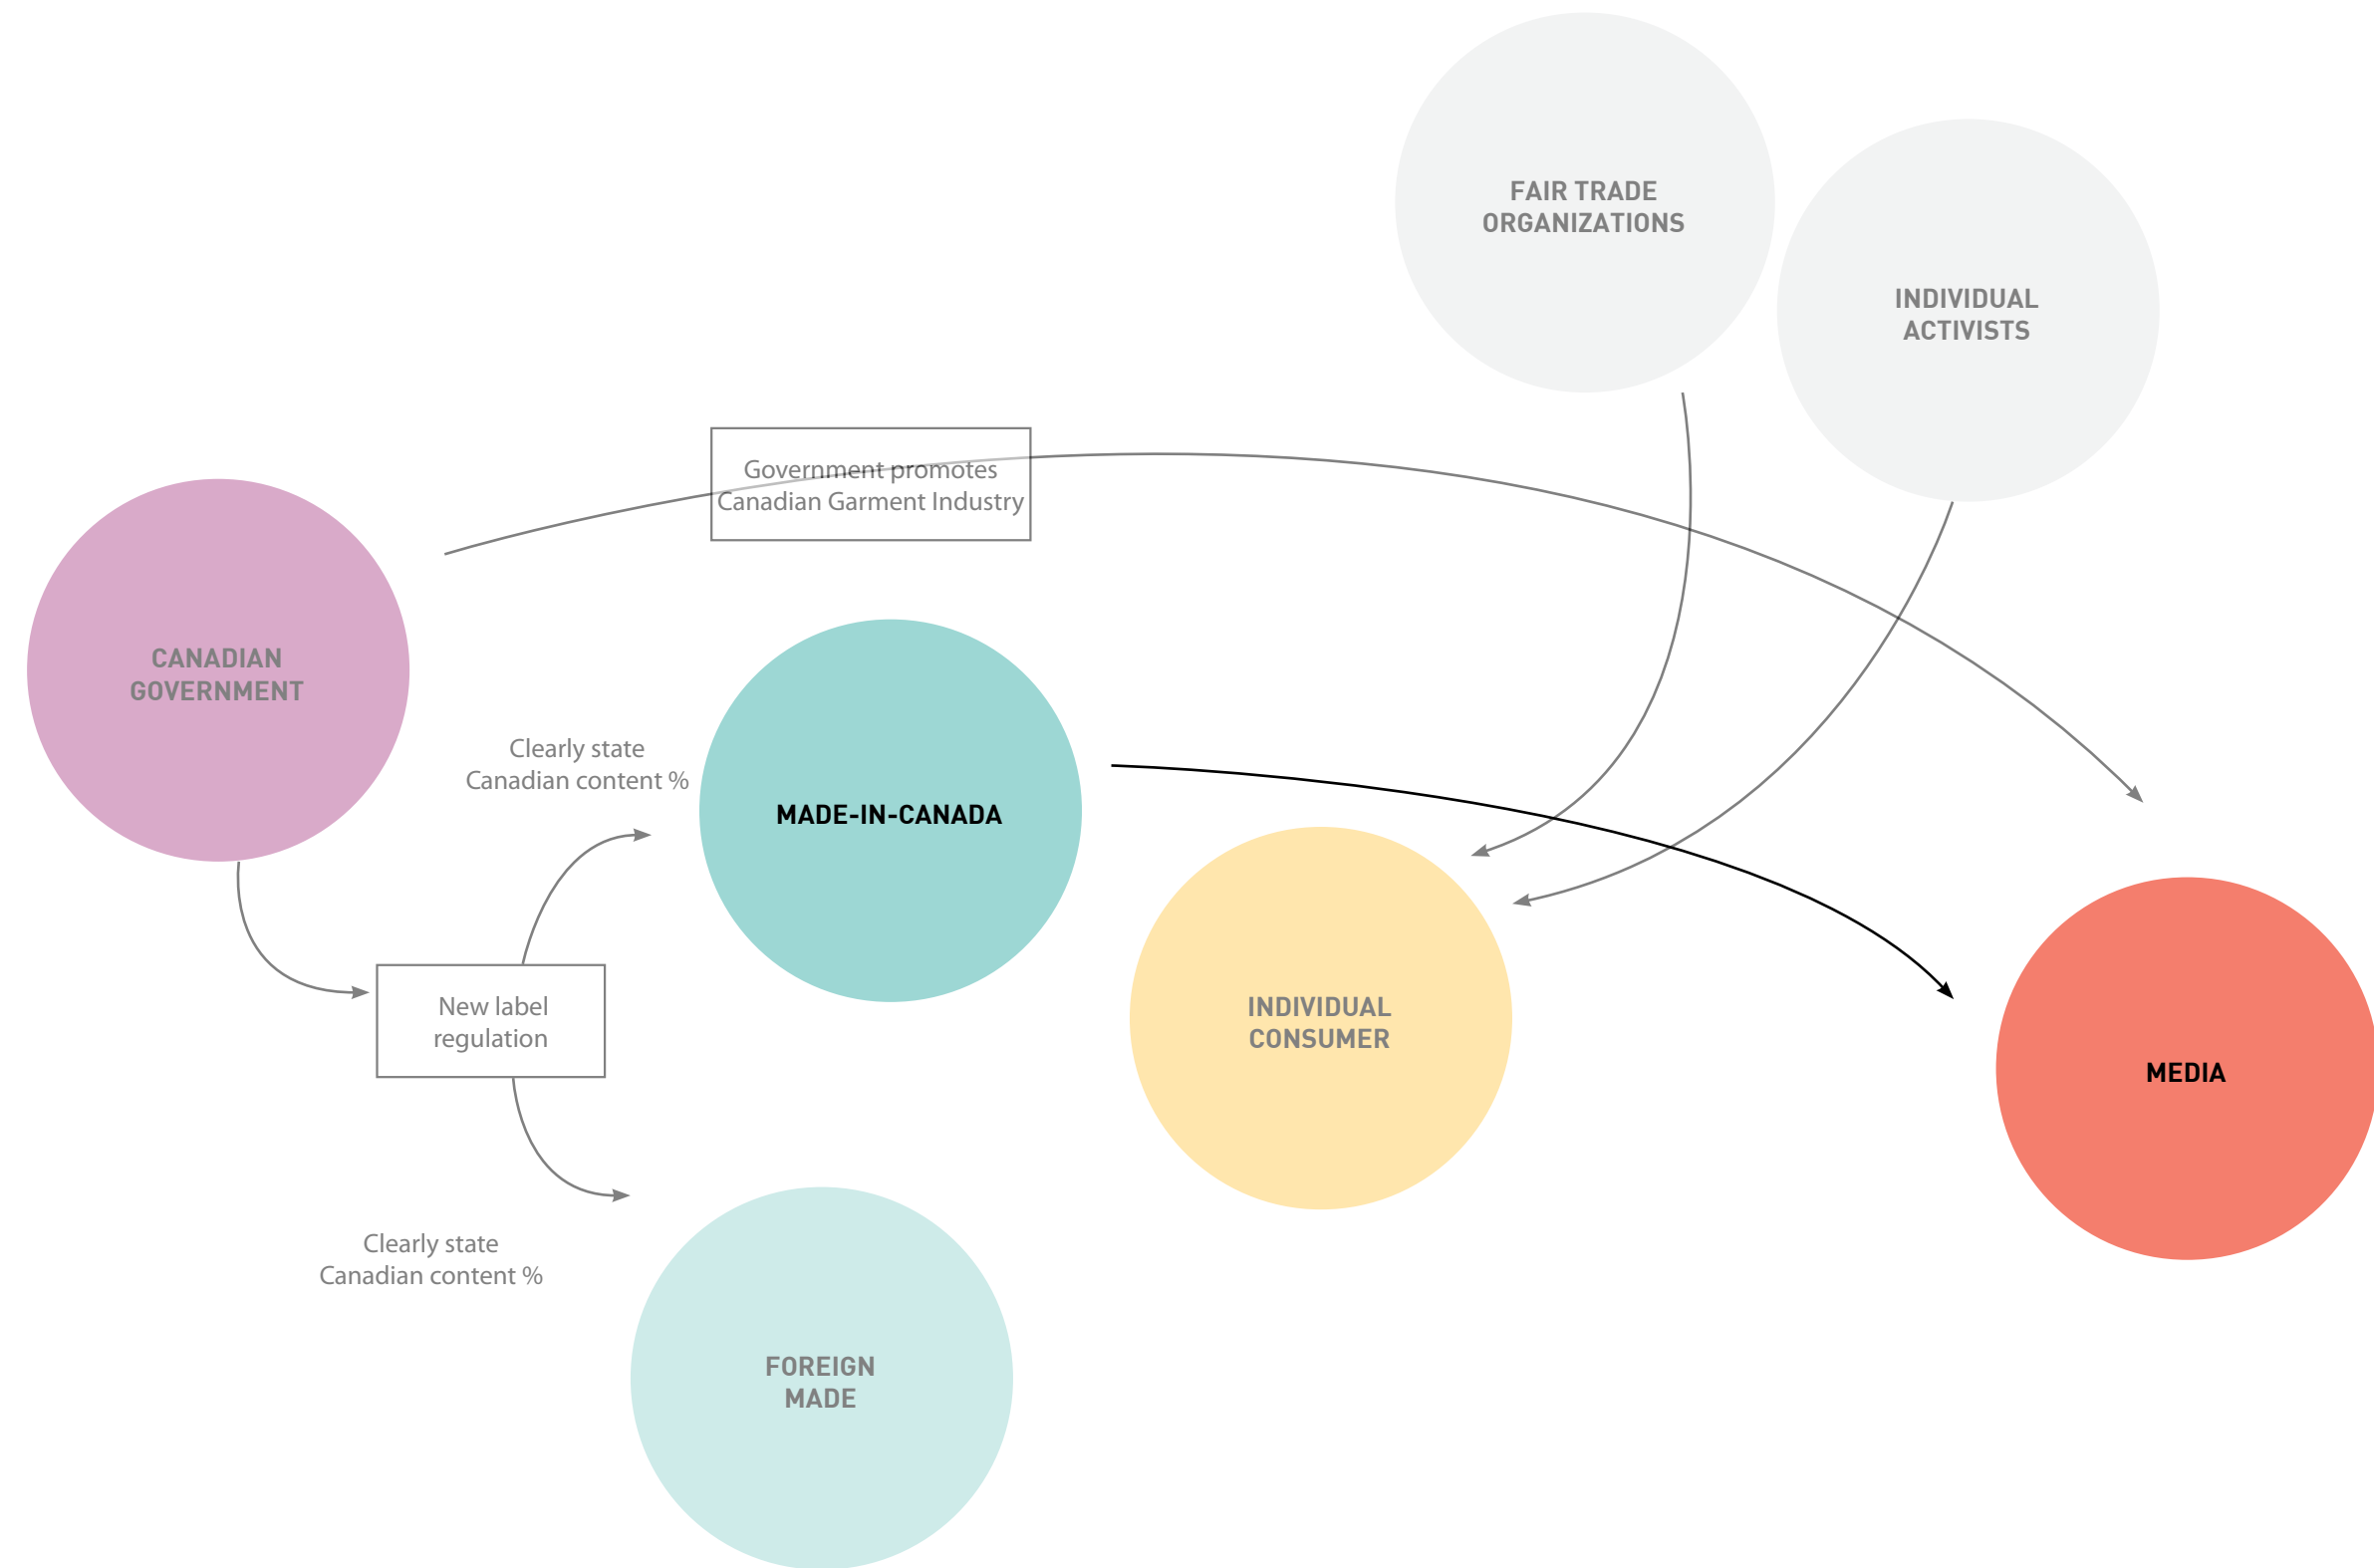 FAIR TRADE
ORGANIZATIONS
INDIVIDUAL
ACTIVISTS
Government promotes
Canadian Garment Industry
CANADIAN
GOVERNMENT
Clearly state
Canadian content %
MADE-IN-CANADA
INDIVIDUAL
CONSUMER
New label
regulation
MEDIA
Clearly state
Canadian content %
FOREIGN
MADE